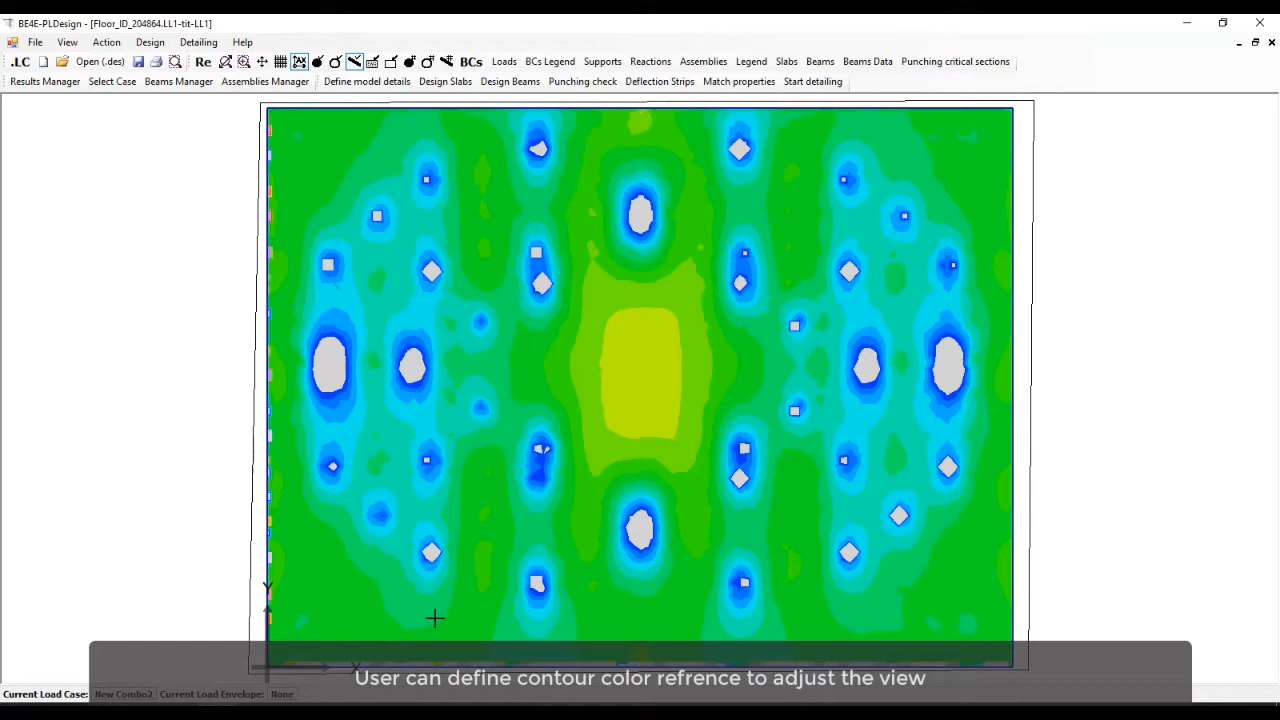 BE4E-PLDesign - [Floor_ID_204864.LL1-tit-LL1]
File View Action Design Detailing Help
.LC Open (.des) Re AX BCs Loads BCs Legend Supports Reactions Assemblies Legend Slabs Beams Beams Data Punching critical sections
Results Manager Select Case Beams Manager Assemblies Manager Define model details Design Slabs Design Beams Punching check Deflection Strips Match properties Start detailing
Y
X
User can define contour color refrence to adjust the view
Current Load Case: New Combo2 Current Load Envelope: None